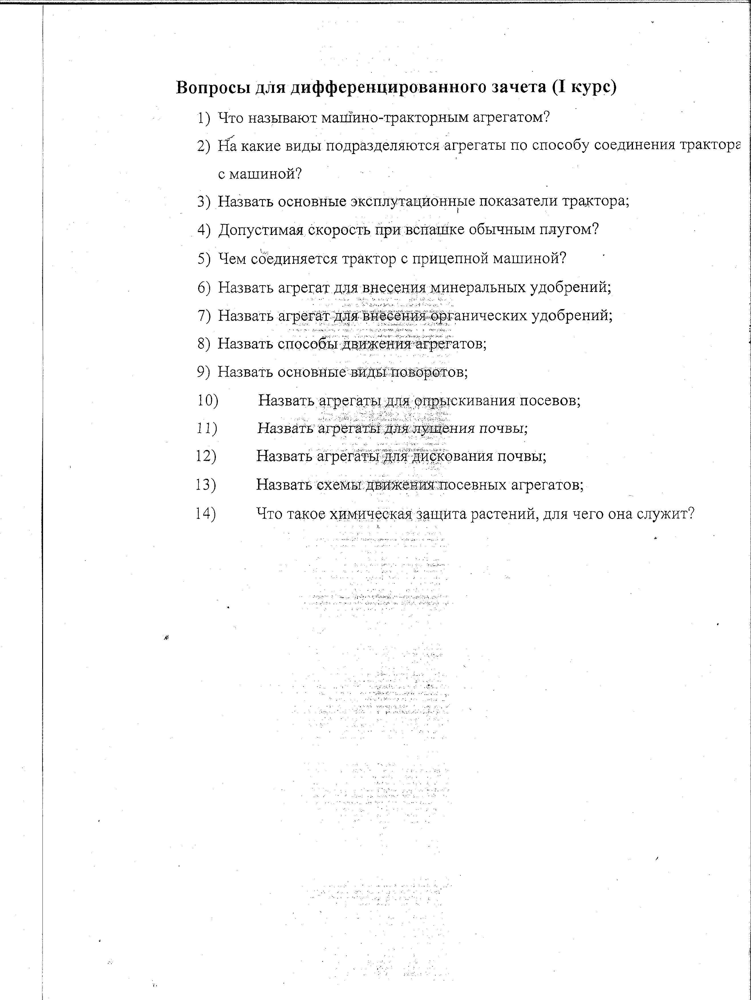 Вопросы для дифференцированного зачета (I курс)
1) Что называют машино-тракторным агрегатом?
2) На какие виды подразделяются агрегаты по способу соединения трактора
с машиной?
3) Назвать основные эксплутационные показатели трактора;
4) Допустимая скорость при вспашке обычным плугом?
5) Чем соединяется трактор с прицепной машиной?
6) Назвать агрегат для внесения минеральных удобрений;
7) Назвать агрегат для внесения органических удобрений;
8) Назвать способы движения агрегатов;
9) Назвать основные виды поворотов;
10) Назвать агрегаты для опрыскивания посевов;
11) Назвать агрегаты для лущения почвы;
12) Назвать агрегаты для дискования почвы;
13) Назвать схемы движения посевных агрегатов;
14) Что такое химическая защита растений, для чего она служит?